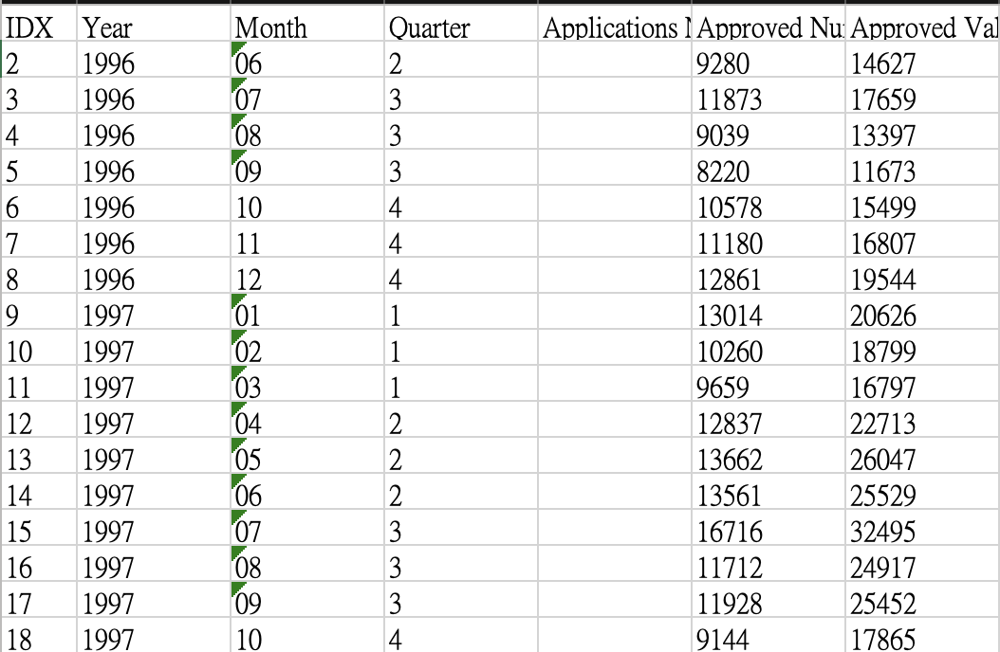 IDX Year Month Quarter Applications Approved Approved
2 1996 06 2 9280 14627
3 1996 07 3 11873 17659
4 1996 08 3 9039 13397
5 1996 09 3 8220 11673
6 1996 10 4 10578 15499
7 1996 11 4 11180 16807
8 1996 12 4 12861 19544
9 1997 01 1 13014 20626
10 1997 02 1 10260 18799
11 1997 03 1 9659 16797
12 1997 04 2 12837 22713
13 1997 05 2 13662 26047
14 1997 06 2 13561 25529
15 1997 07 3 16716 32495
16 1997 08 3 11712 24917
17 1997 09 3 11928 25452
18 1997 10 4 9144 17865